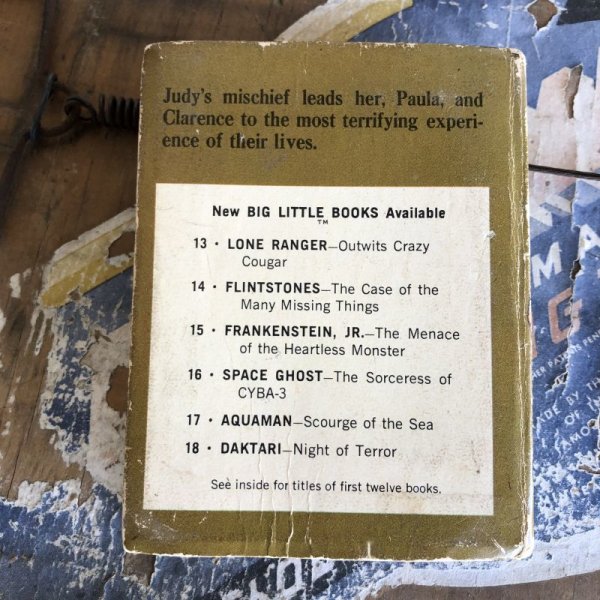 Judy's mischief leads her, Paula, and
Clarence to the most terrifying experi-
ence of their lives.
New BIG LITTLE BOOKS Available
TM
13 • LONE RANGER—Outwits Crazy
Cougar
14 • FLINTSTONES—The Case of the
Many Missing Things
15 • FRANKENSTEIN, JR.—The Menace
of the Heartless Monster
16 • SPACE GHOST—The Sorceress of
CYBA-3
17 • AQUAMAN—Scourge of the Sea
18 • DAKTARI—Night of Terror
See inside for titles of first twelve books.